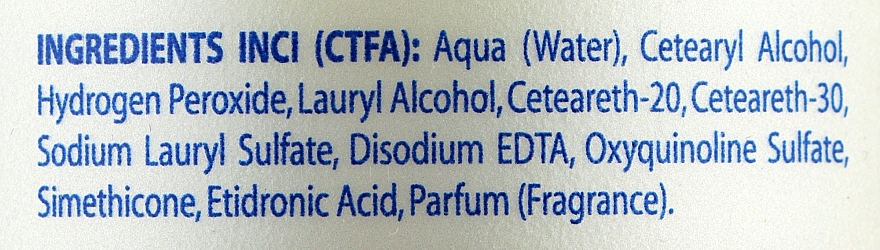 INGREDIENTS INCI (CTFA): Aqua (Water), Cetearyl Alcohol,
Hydrogen Peroxide, Lauryl Alcohol, Ceteareth-20, Ceteareth-30,
Sodium Lauryl Sulfate, Disodium EDTA, Oxyquinoline Sulfate,
Simethicone, Etidronic Acid, Parfum (Fragrance).